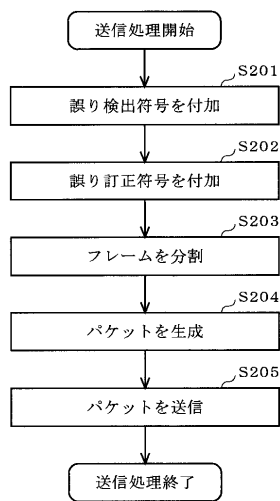 送信処理開始
S201
誤り検出符号を付加
S202
誤り訂正符号を付加
S203
フレームを分割
S204
パケットを生成
S205
パケットを送信
送信処理終了